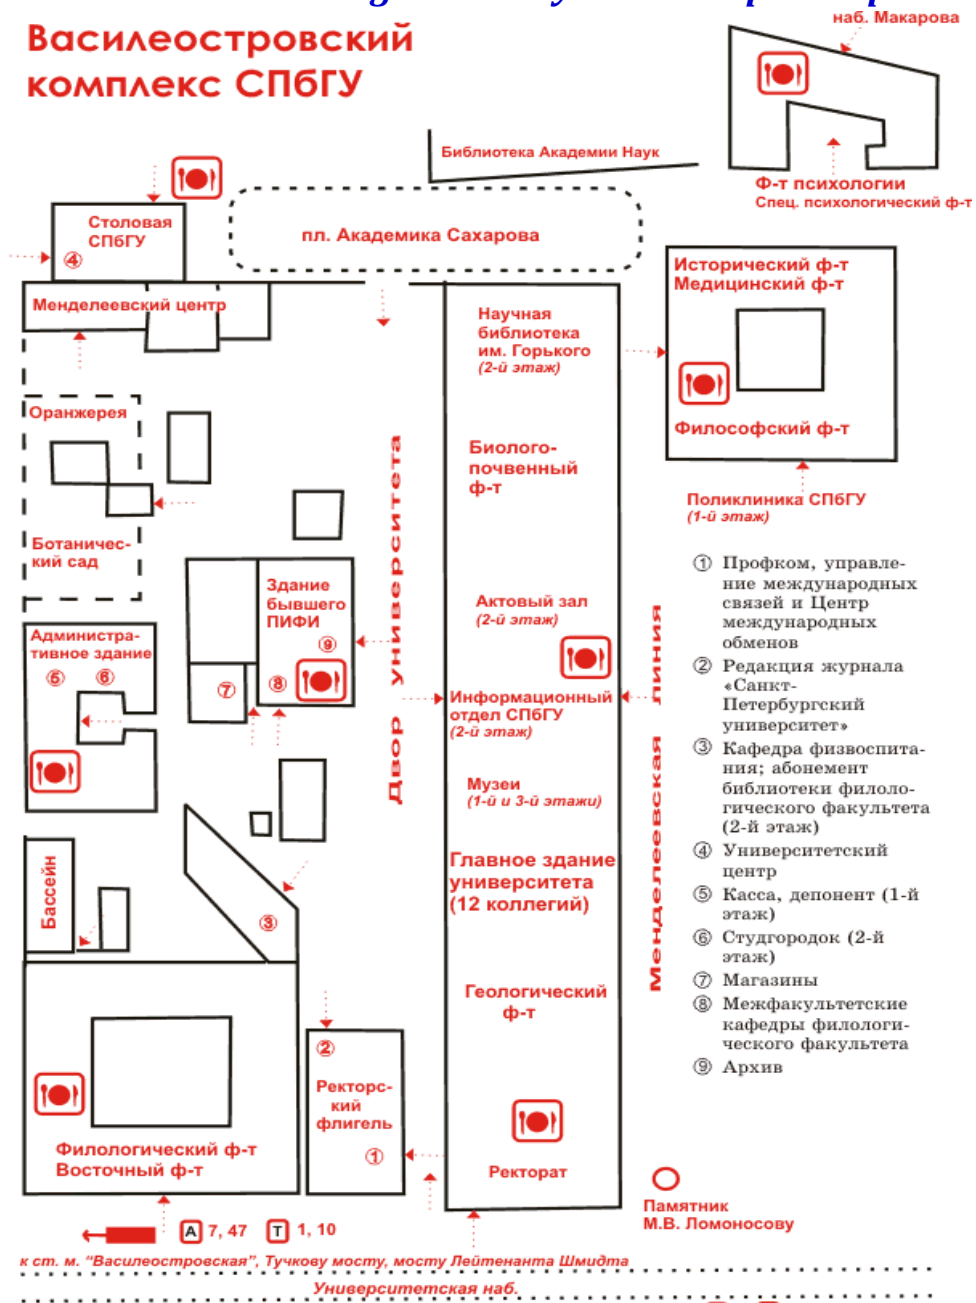 наб. Макарова
Василеостровский
комплекс СПбГУ
Библиотека Академии Наук
Ф-т психологии
Спец. психологический ф-т
Столовая
СПбГУ
④
пл. Академика Сахарова
Менделеевский центр
Исторический ф-т
Медицинский ф-т
Философский ф-т
Научная
библиотека
им. Горького
(2-й этаж)
Оранжерея
Биолого-
почвенный
ф-т
Поликлиника СПбГУ
(1-й этаж)
Ботаничес-
кий сад
Здание
бывшего
ПИФИ
⑨
⑧
⑦
Двор университета
Актовый зал
(2-й этаж)
Административ-
Администра-
тивное здание
⑤ ⑥
Информационный
отдел СПбГУ
(2-й этаж)
Менделеевская линия
Музеи
(1-й и 3-й этажи)
Бассейн
③
Главное здание
университета
(12 коллегий)
Геологический
ф-т
②
Ректорс-
кий
флигель
①
Ректорат
Филологический ф-т
Восточный ф-т
Памятник
М.В. Ломоносову
А 7, 47 Т 1, 10
к ст. м. “Василеостровская”, Тучкову мосту, мосту Лейтенанта Шмидта
Университетская наб.
① Профком, управле-
ние международных
связей и Центр
международных
обменов
② Редакция журнала
«Санкт-
Петербургский
университет»
③ Кафедра физвоспита-
ния; абонемент
библиотеки филоло-
гического факультета
(2-й этаж)
④ Университетский
центр
⑤ Касса, депонент (1-й
этаж)
⑥ Студгородок (2-й
этаж)
⑦ Магазины
⑧ Межфакультетские
кафедры филологи-
ческого факультета
⑨ Архив